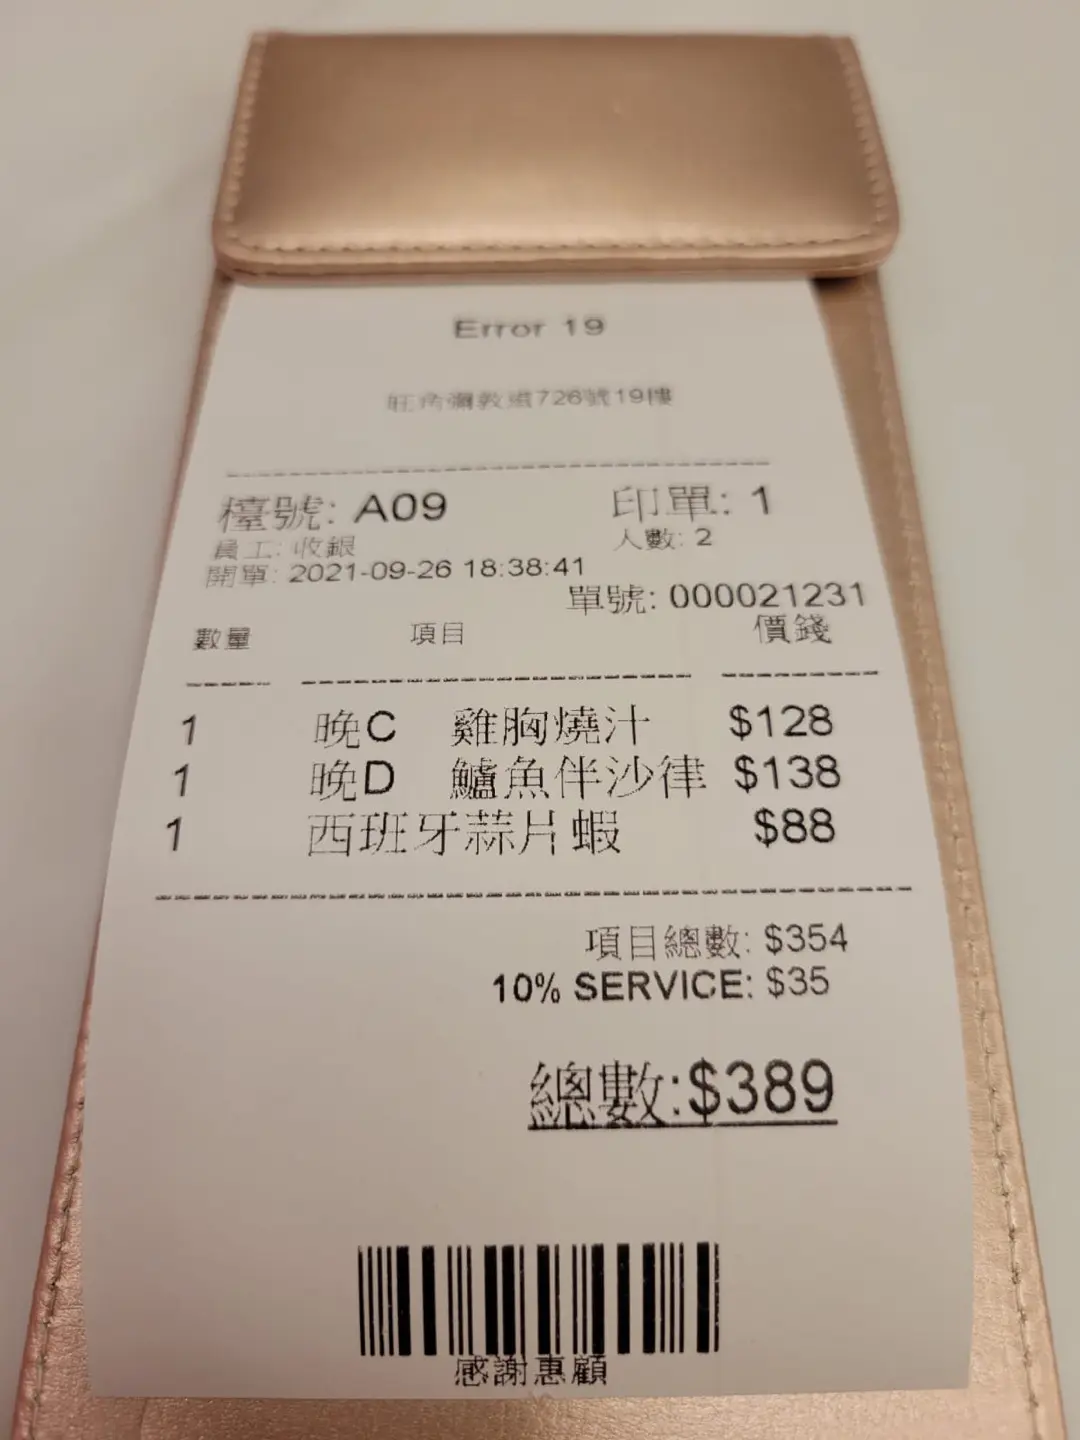 Error 19
旺角彌敦道726號19樓
檯號: A09 印單: 1
員工: 收銀 人數: 2
開單: 2021-09-26 18:38:41
單號: 000021231
數量 項目 價錢
1 晚C 雞胸燒汁 $128
1 晚D 鱸魚伴沙律 $138
1 西班牙蒜片蝦 $88
項目總數: $354
10% SERVICE: $35
總數:$389
感謝惠顧